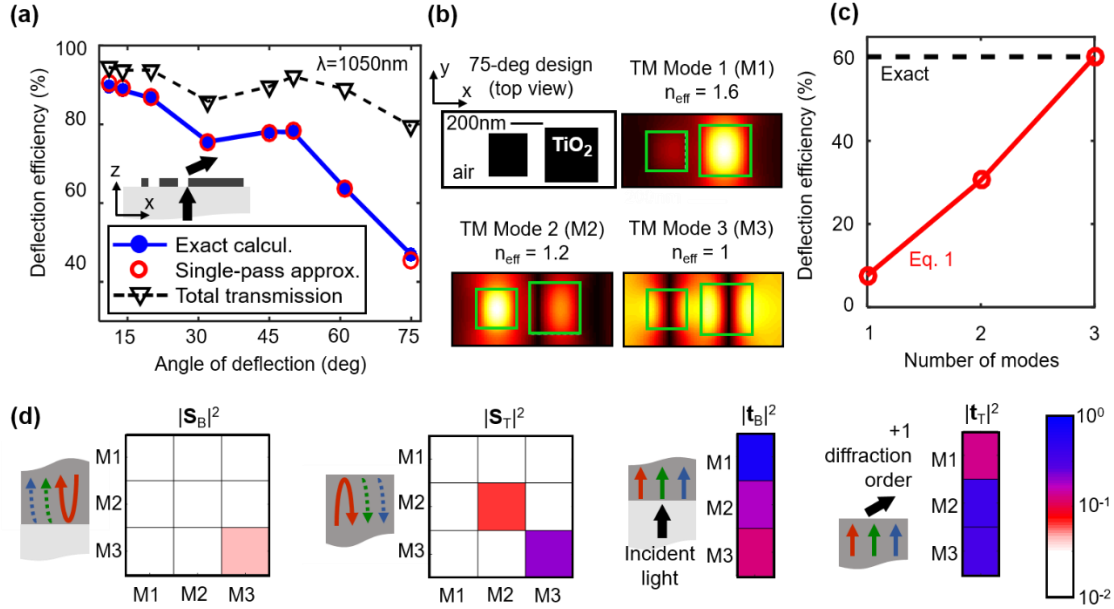 (a)
λ=1050nm
Deflection efficiency (%)
100
80
60
40
z
x
Exact calcul.
Single-pass approx.
Total transmission
15
30
45
60
75
Angle of deflection (deg)
(b)
y
x
75-deg design
(top view)
200nm
TiO2
air
TM Mode 1 (M1)
neff = 1.6
TM Mode 2 (M2)
neff = 1.2
TM Mode 3 (M3)
neff = 1
(c)
Deflection efficiency (%)
60
40
20
0
Exact
Eq. 1
1
2
3
Number of modes
(d)
|SB|2
M1
M2
M3
M1 M2 M3
|ST|2
M1
M2
M3
M1 M2 M3
|tB|2
M1
M2
M3
Incident
light
|tT|2
+1
diffraction
order
M1
M2
M3
10^0
10^-1
10^-2